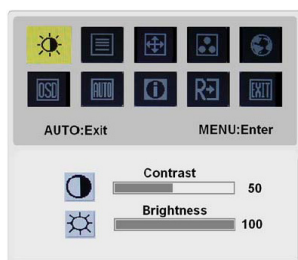 OSD AUTO i R EXIT
AUTO:Exit MENU:Enter
Contrast
50
Brightness
100